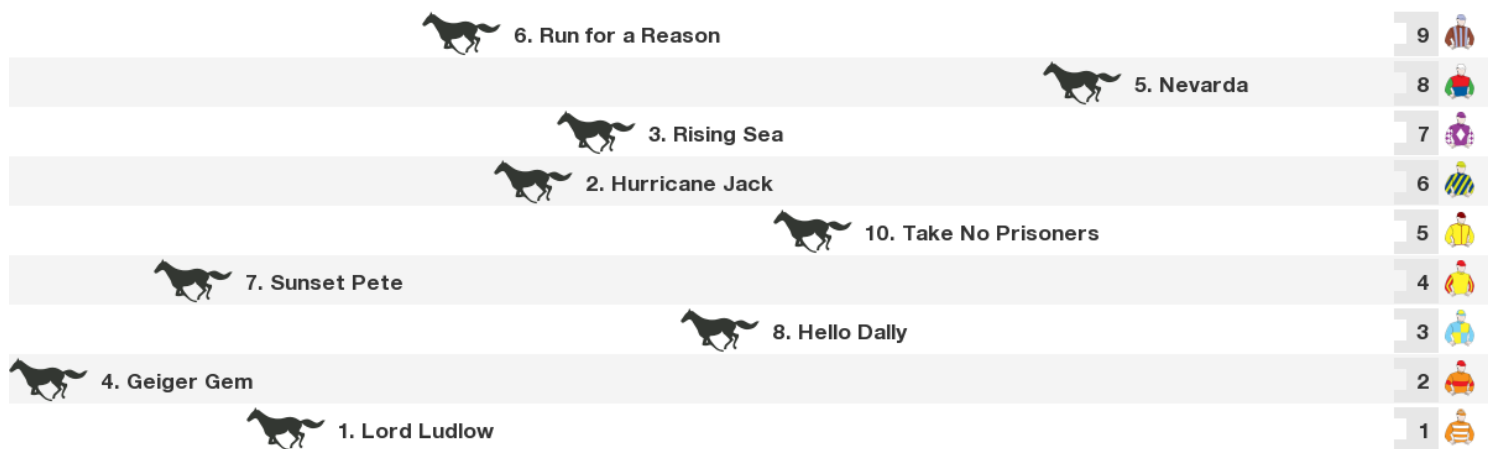 6. Run for a Reason 9
5. Nevarda 8
3. Rising Sea 7
2. Hurricane Jack 6
10. Take No Prisoners 5
7. Sunset Pete 4
8. Hello Dally 3
4. Geiger Gem 2
1. Lord Ludlow 1